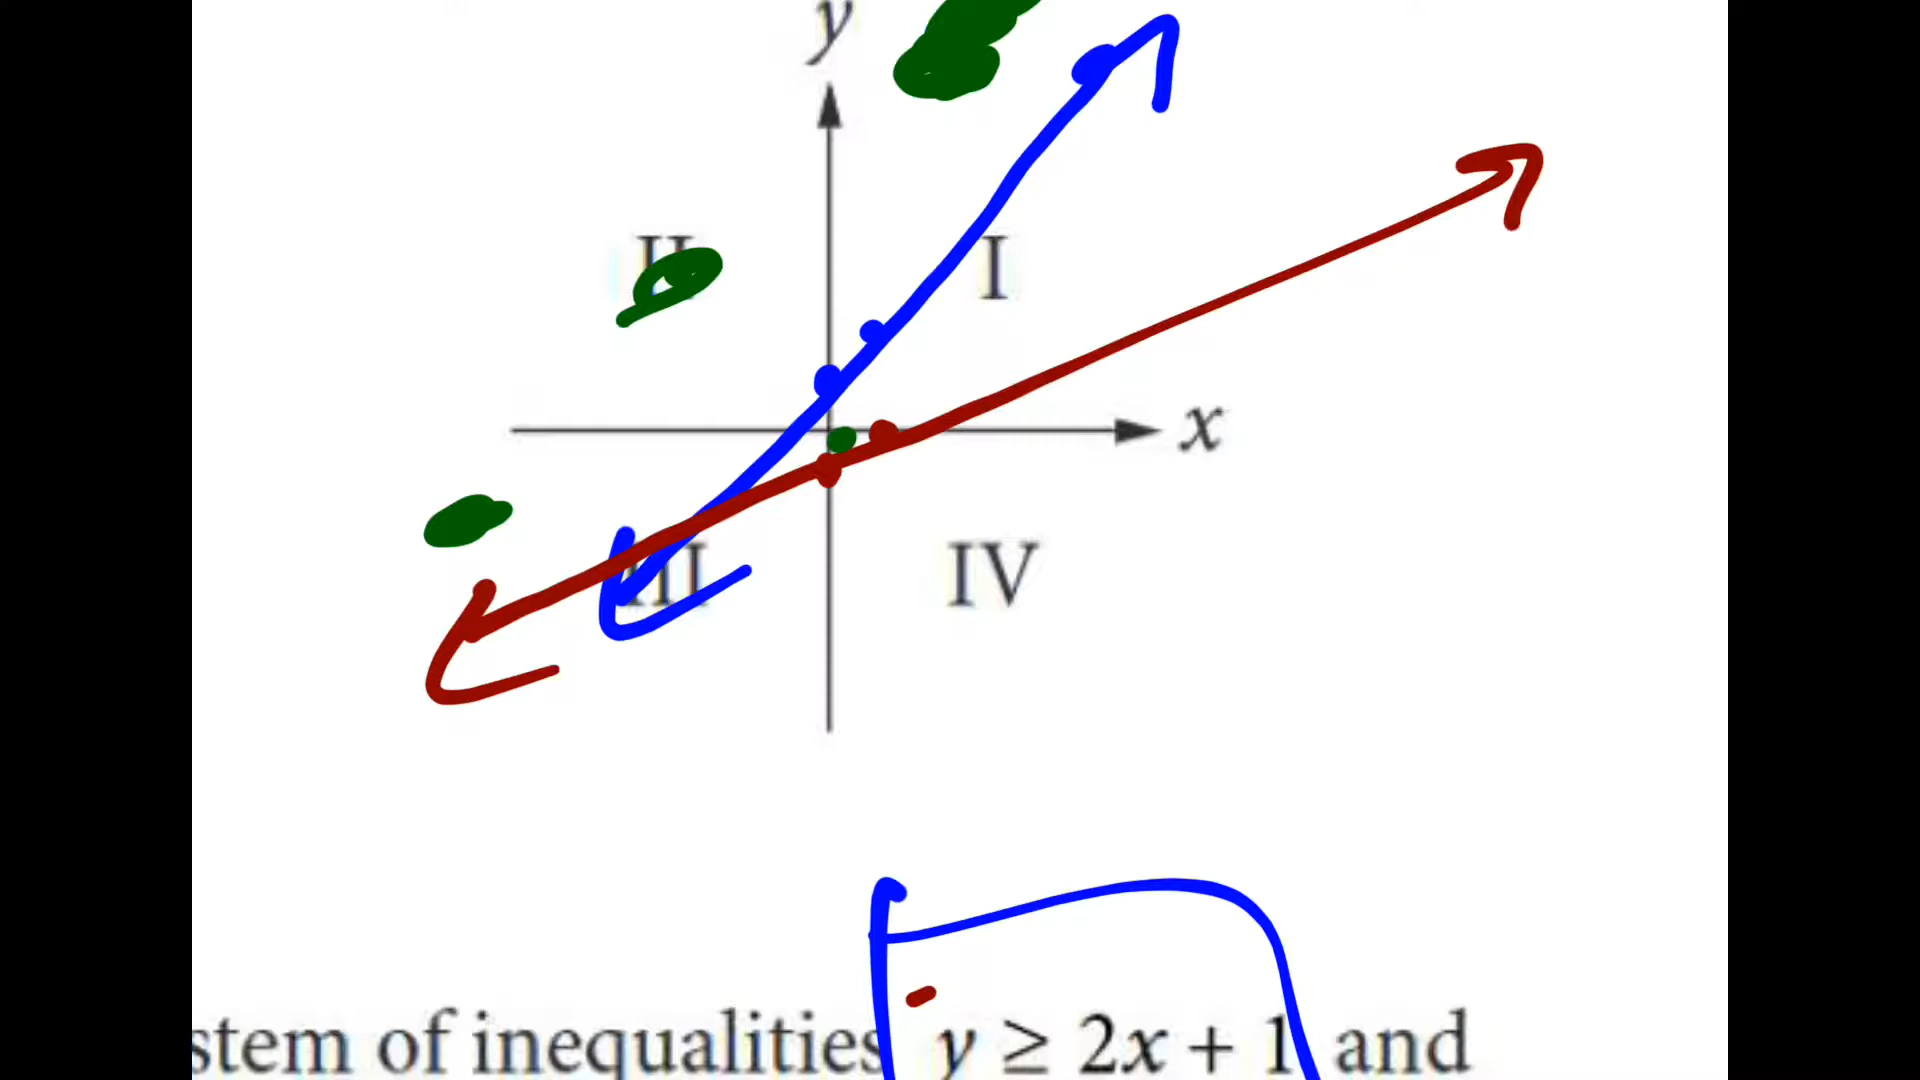 y
II I
x
III IV
stem of inequalities y ≥ 2x + 1 and